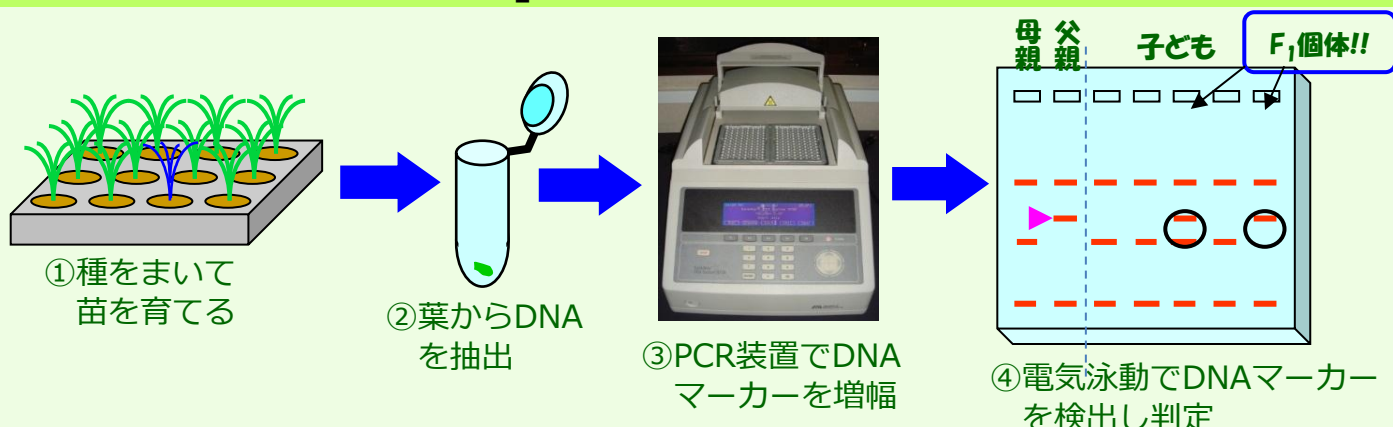 母親 父親 子ども F₁個体!!
①種をまいて
苗を育てる
②葉からDNA
を抽出
③PCR装置でDNA
マーカーを増幅
④電気泳動でDNAマーカー
を検出し判定